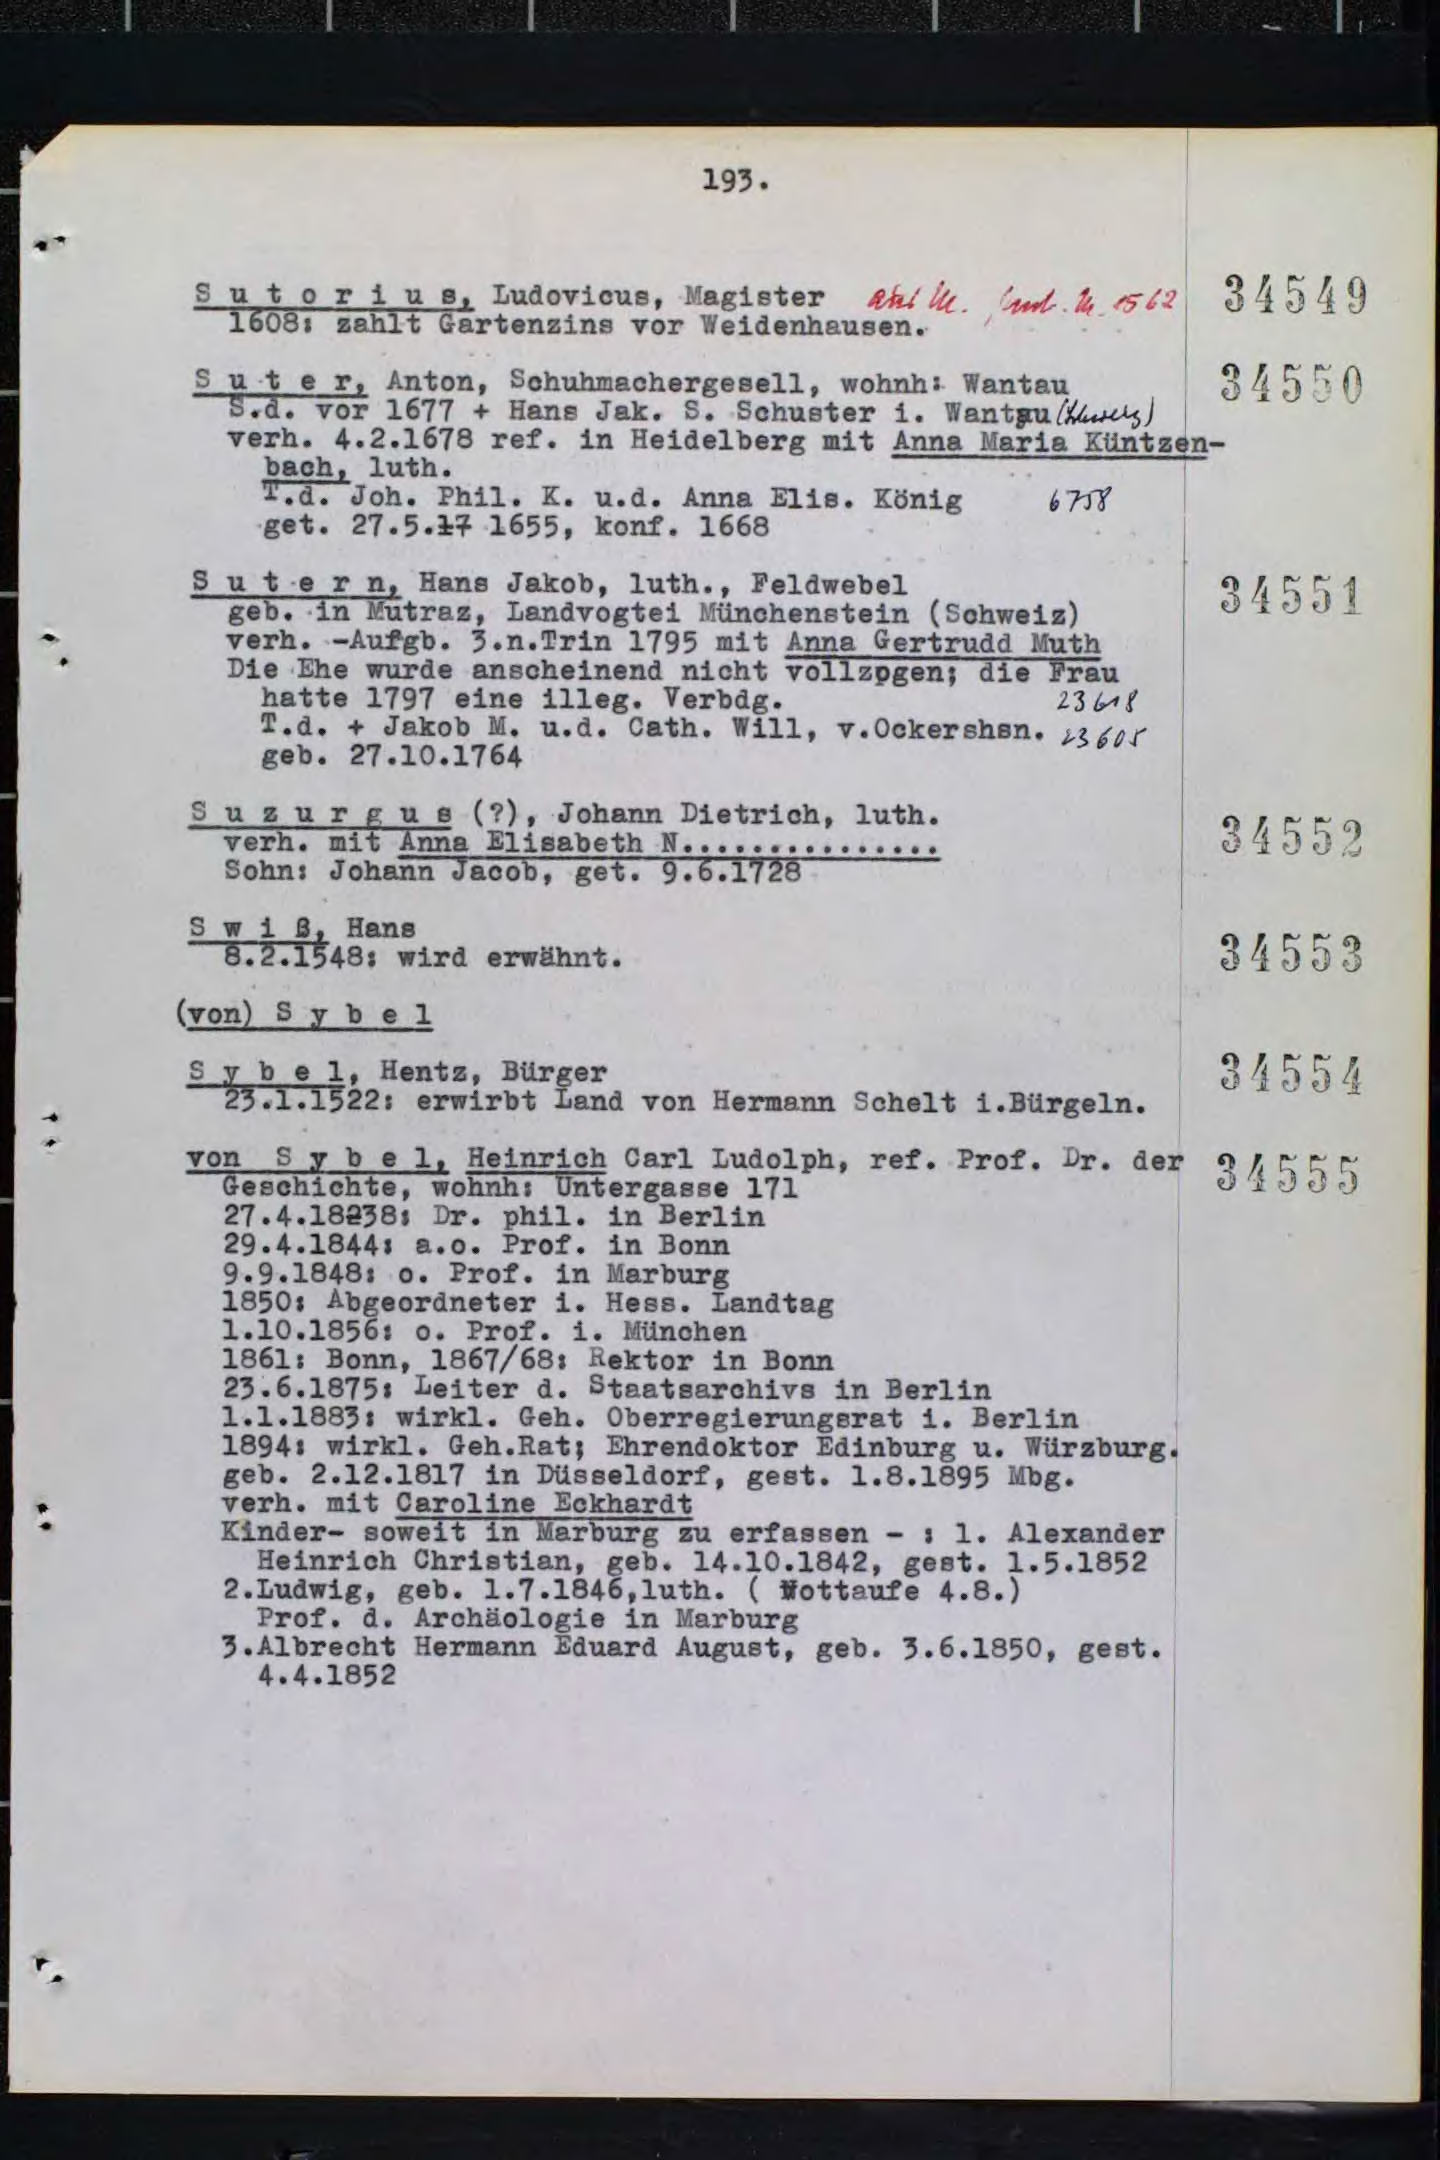 193.
Sutorius, Ludovicus, Magister aus M. 1562 34549
1608: zahlt Gartenzins vor Weidenhausen.
Suter, Anton, Schuhmachergesell, wohnh: Wantau 34550
S.d. vor 1677 + Hans Jak. S. Schuster i. Wantau (Schweiz)
verh. 4.2.1678 ref. in Heidelberg mit Anna Maria Küntzen-
bach, luth.
T.d. Joh. Phil. K. u.d. Anna Elis. König 6758
get. 27.5.17 1655, konf. 1668
Sutern, Hans Jakob, luth., Feldwebel 34551
geb. in Mutraz, Landvogtei Münchenstein (Schweiz)
verh. -Aufgb. 3.n.Trin 1795 mit Anna Gertrudd Muth
Die Ehe wurde anscheinend nicht vollzogen; die Frau
hatte 1797 eine illeg. Verbdg. 23618
T.d. + Jakob M. u.d. Cath. Will, v.Ockershsn. 23605
geb. 27.10.1764
Suzurgus (?), Johann Dietrich, luth.
verh. mit Anna Elisabeth N............... 34552
Sohn: Johann Jacob, get. 9.6.1728
Swiß, Hans
8.2.1548: wird erwähnt. 34553
(von) Sybel
Sybel, Hentz, Bürger 34554
23.1.1522: erwirbt Land von Hermann Schelt i.Bürgeln.
von Sybel, Heinrich Carl Ludolph, ref. Prof. Dr. der 34555
Geschichte, wohnh: Untergasse 171
27.4.18238: Dr. phil. in Berlin
29.4.1844: a.o. Prof. in Bonn
9.9.1848: o. Prof. in Marburg
1850: Abgeordneter i. Hess. Landtag
1.10.1856: o. Prof. i. München
1861: Bonn, 1867/68: Rektor in Bonn
23.6.1875: Leiter d. Staatsarchivs in Berlin
1.1.1883: wirkl. Geh. Oberregierungsrat i. Berlin
1894: wirkl. Geh.Rat; Ehrendoktor Edinburg u. Würzburg.
geb. 2.12.1817 in Düsseldorf, gest. 1.8.1895 Mbg.
verh. mit Caroline Eckhardt
Kinder- soweit in Marburg zu erfassen - : 1. Alexander
Heinrich Christian, geb. 14.10.1842, gest. 1.5.1852
2.Ludwig, geb. 1.7.1846,luth. ( Nottaufe 4.8.)
Prof. d. Archäologie in Marburg
3.Albrecht Hermann Eduard August, geb. 3.6.1850, gest.
4.4.1852